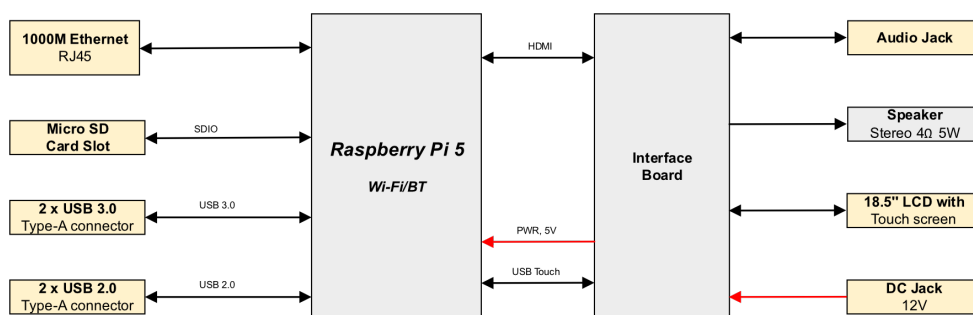 1000M Ethernet
RJ45
Micro SD
Card Slot
2 x USB 3.0
Type-A connector
2 x USB 2.0
Type-A connector
SDIO
USB 3.0
USB 2.0
Raspberry Pi 5
Wi-Fi/BT
HDMI
PWR, 5V
USB Touch
Interface
Board
Audio Jack
Speaker
Stereo 4Ω 5W
18.5" LCD with
Touch screen
DC Jack
12V